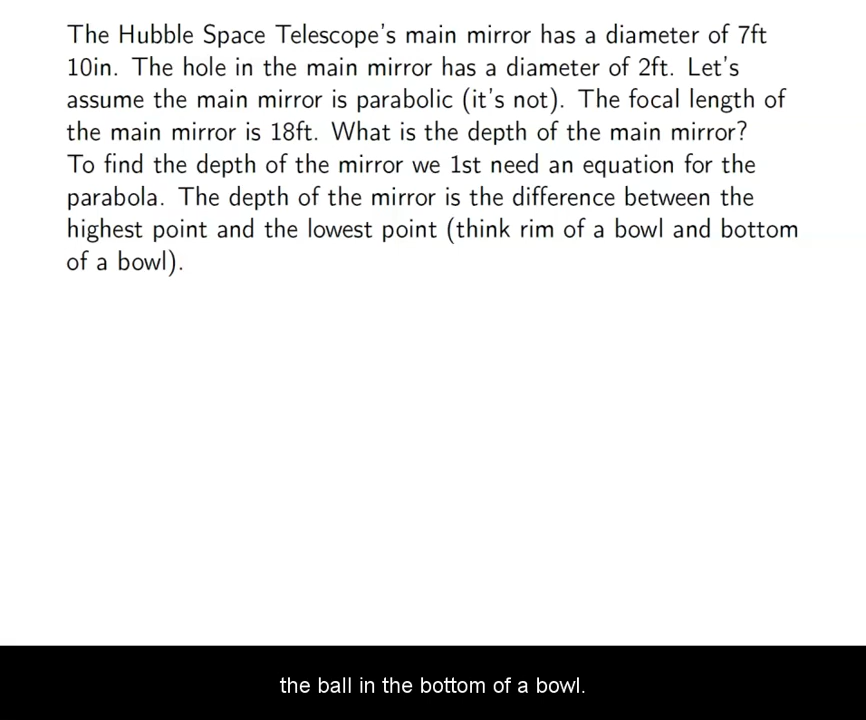 The Hubble Space Telescope's main mirror has a diameter of 7ft
10in. The hole in the main mirror has a diameter of 2ft. Let's
assume the main mirror is parabolic (it's not). The focal length of
the main mirror is 18ft. What is the depth of the main mirror?
To find the depth of the mirror we 1st need an equation for the
parabola. The depth of the mirror is the difference between the
highest point and the lowest point (think rim of a bowl and bottom
of a bowl).
the ball in the bottom of a bowl.